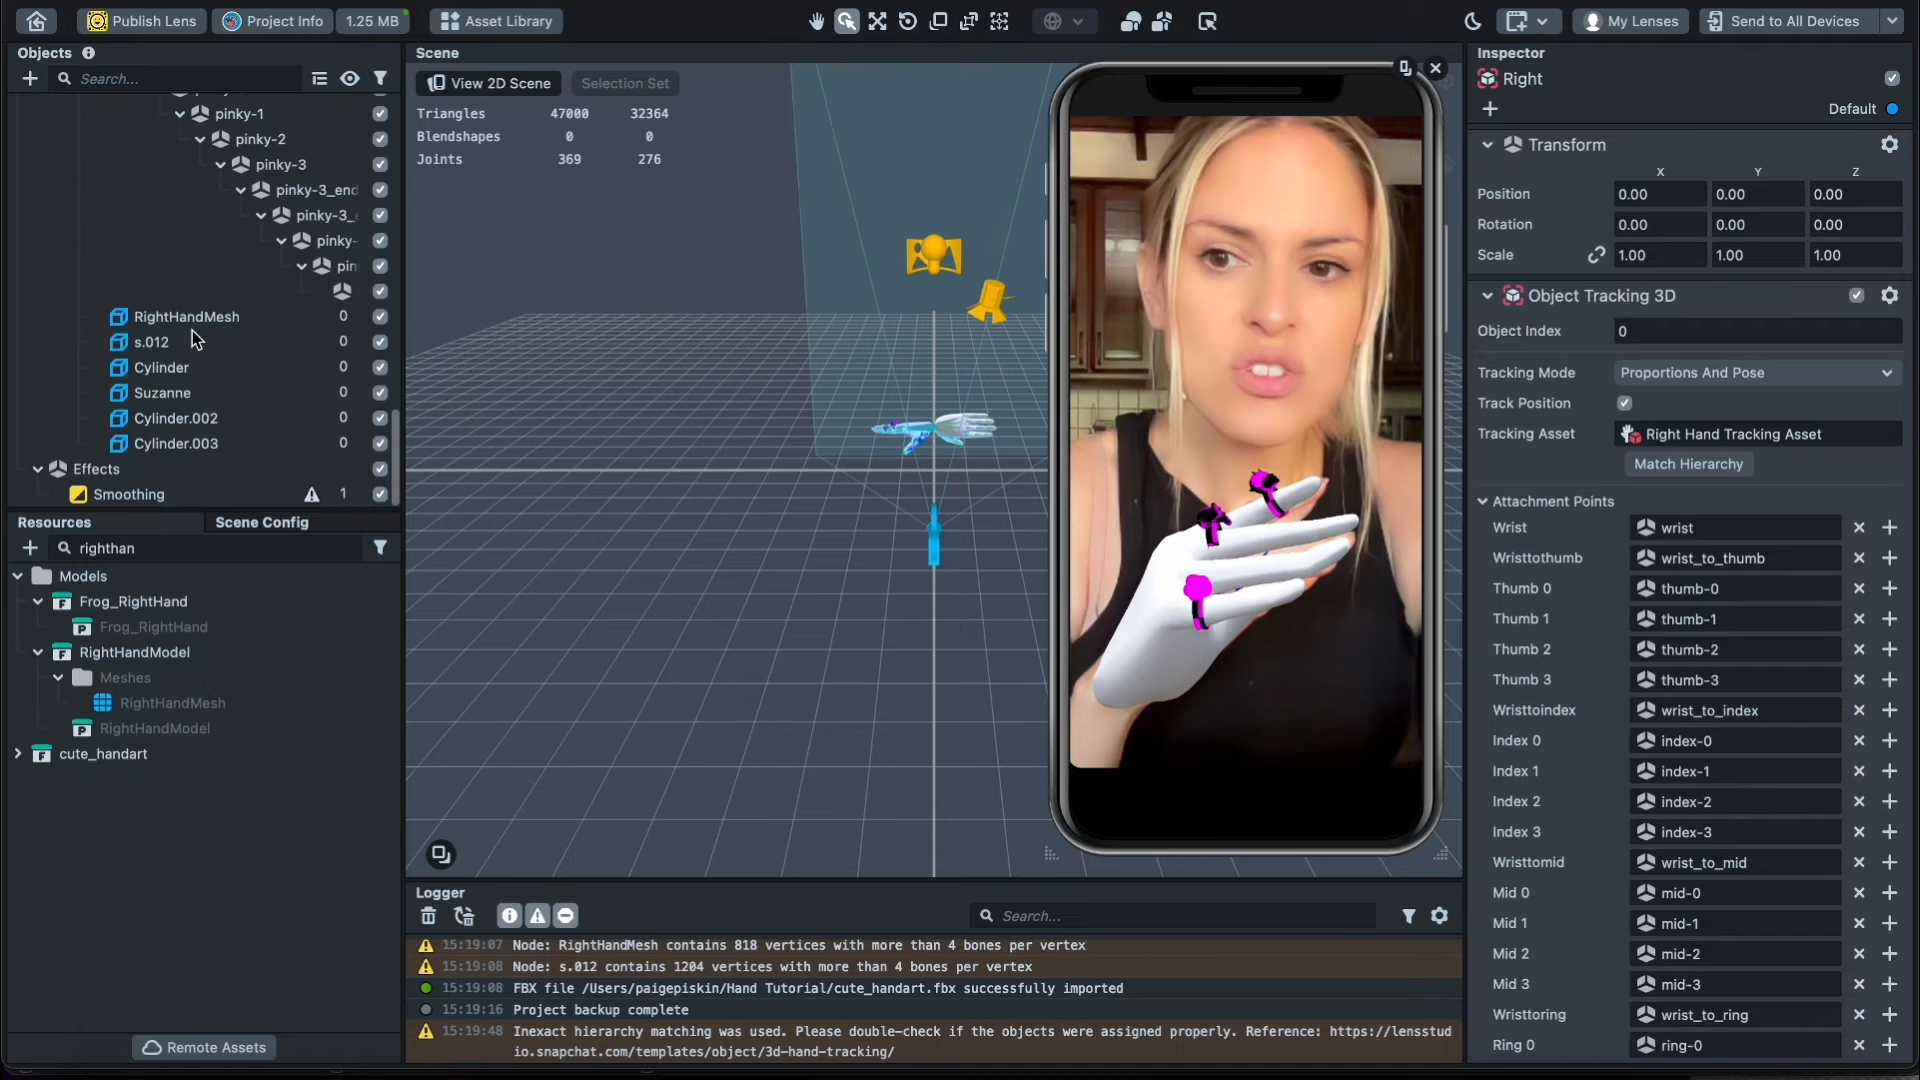 Publish Lens
Project Info
1.25 MB
Asset Library
My Lenses
Send to All Devices
Objects
Search...
pinky-1
pinky-2
pinky-3
pinky-3_end
pinky-3_
pinky-
pin
RightHandMesh 0
s.012 0
Cylinder 0
Suzanne 0
Cylinder.002 0
Cylinder.003 0
Effects
Smoothing 1
Resources
Scene Config
righthan
Models
Frog_RightHand
Frog_RightHand
RightHandModel
Meshes
RightHandMesh
RightHandModel
cute_handart
Remote Assets
Scene
View 2D Scene
Selection Set
Triangles 47000 32364
Blendshapes 0 0
Joints 369 276
Logger
Search...
15:19:07 Node: RightHandMesh contains 818 vertices with more than 4 bones per vertex
15:19:08 Node: s.012 contains 1204 vertices with more than 4 bones per vertex
15:19:08 FBX file /Users/paigepiskin/Hand Tutorial/cute_handart.fbx successfully imported
15:19:16 Project backup complete
15:19:48 Inexact hierarchy matching was used. Please double-check if the objects were assigned properly. Reference: https://lensstud
io.snapchat.com/templates/object/3d-hand-tracking/
Inspector
Right
Default
Transform
X Y Z
Position 0.00 0.00 0.00
Rotation 0.00 0.00 0.00
Scale 1.00 1.00 1.00
Object Tracking 3D
Object Index 0
Tracking Mode Proportions And Pose
Track Position
Tracking Asset Right Hand Tracking Asset
Match Hierarchy
Attachment Points
Wrist wrist
Wristtothumb wrist_to_thumb
Thumb 0 thumb-0
Thumb 1 thumb-1
Thumb 2 thumb-2
Thumb 3 thumb-3
Wristtoindex wrist_to_index
Index 0 index-0
Index 1 index-1
Index 2 index-2
Index 3 index-3
Wristtomid wrist_to_mid
Mid 0 mid-0
Mid 1 mid-1
Mid 2 mid-2
Mid 3 mid-3
Wristtoring wrist_to_ring
Ring 0 ring-0